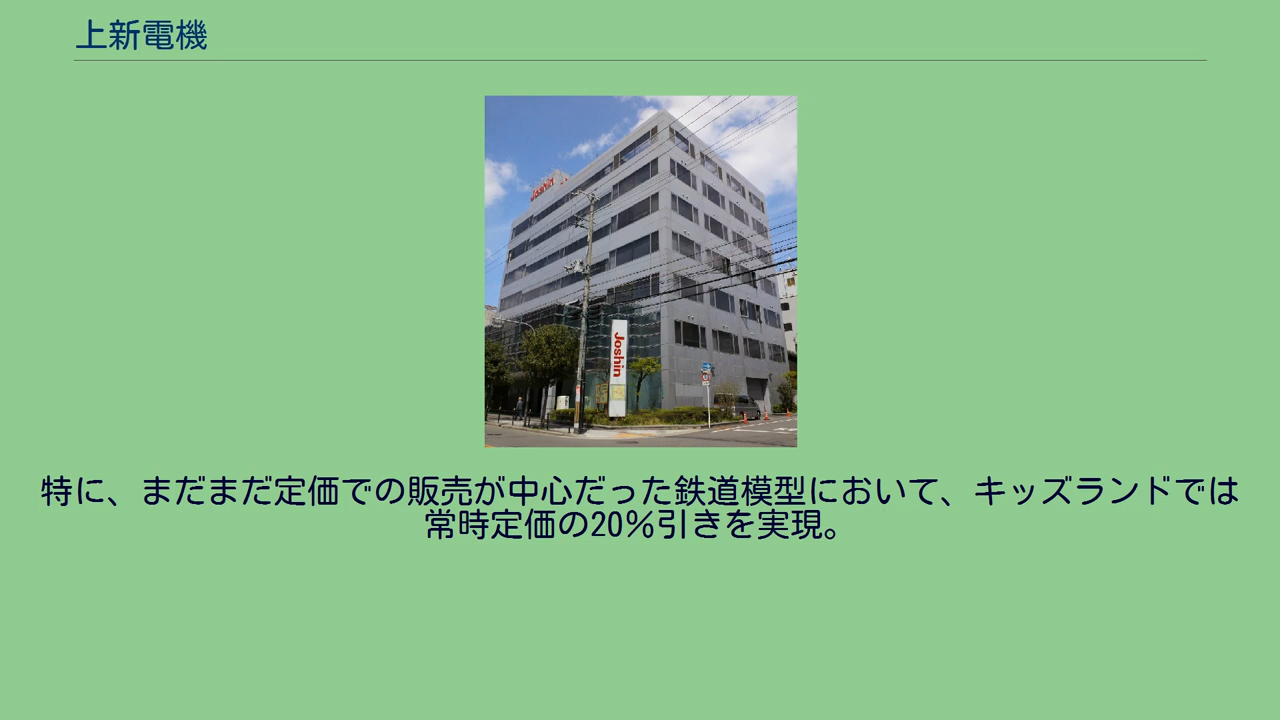 上新電機
Joshin
Joshin
特に、まだまだ定価での販売が中心だった鉄道模型において、キッズランドでは
常時定価の20％引きを実現。